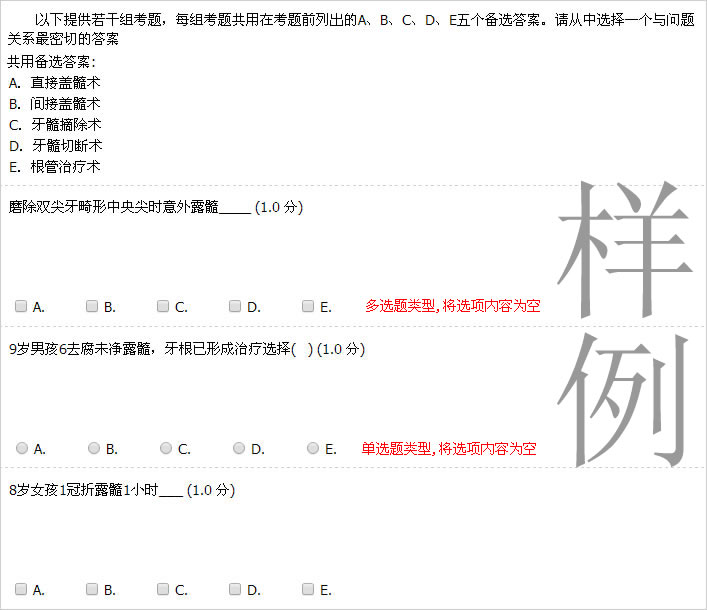 以下提供若干组考题，每组考题共用在考题前列出的A、B、C、D、E五个备选答案。请从中选择一个与问题
关系最密切的答案
共用备选答案：
A. 直接盖髓术
B. 间接盖髓术
C. 牙髓摘除术
D. 牙髓切断术
E. 根管治疗术
磨除双尖牙畸形中央尖时意外露髓____ (1.0 分)
A. B. C. D. E. 多选题类型,将选项内容为空
9岁男孩6去腐未净露髓，牙根已形成治疗选择( ) (1.0 分)
A. B. C. D. E. 单选题类型,将选项内容为空
8岁女孩1冠折露髓1小时___ (1.0 分)
A. B. C. D. E.
样
例